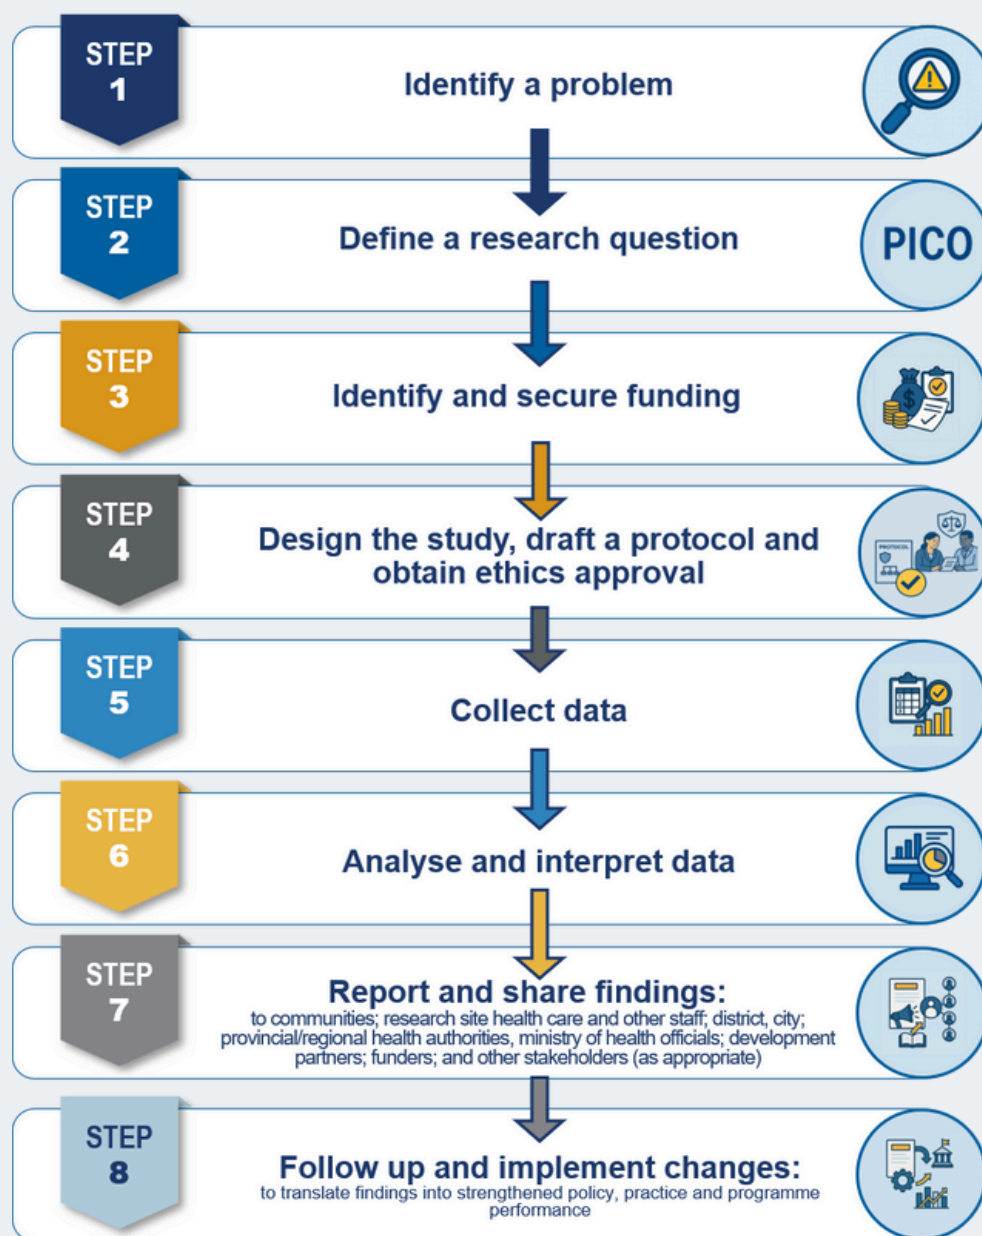 STEP
1
Identify a problem
STEP
2
Define a research question
PICO
STEP
3
Identify and secure funding
$
STEP
4
Design the study, draft a protocol and
obtain ethics approval
PROTOCOL
STEP
5
Collect data
STEP
6
Analyse and interpret data
STEP
7
Report and share findings:
to communities; research site health care and other staff; district, city;
provincial/regional health authorities, ministry of health officials; development
partners; funders; and other stakeholders (as appropriate)
STEP
8
Follow up and implement changes:
to translate findings into strengthened policy, practice and programme
performance